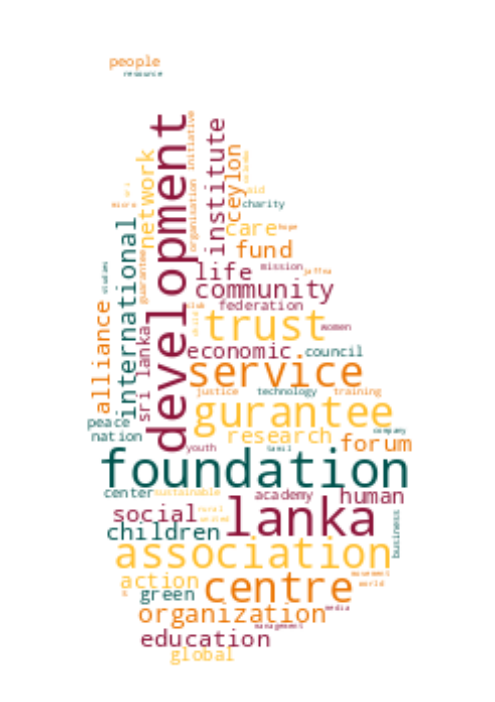 people
resource
development
institute
initiative
organisation
network
ceylon
aid
micro
charity
care
hope
international
fund
guarantee
life
mission
jaffna
studies
community
federation
alliance
child
trust
women
sri lanka
economic
council
service
justice
technology
training
gurantee
peace
nation
research
company
forum
youth
tamil
foundation
center
sustainable
academy
human
lanka
social
rural
united
children
business
association
action
movement
world
green
centre
organization
media
management
education
global